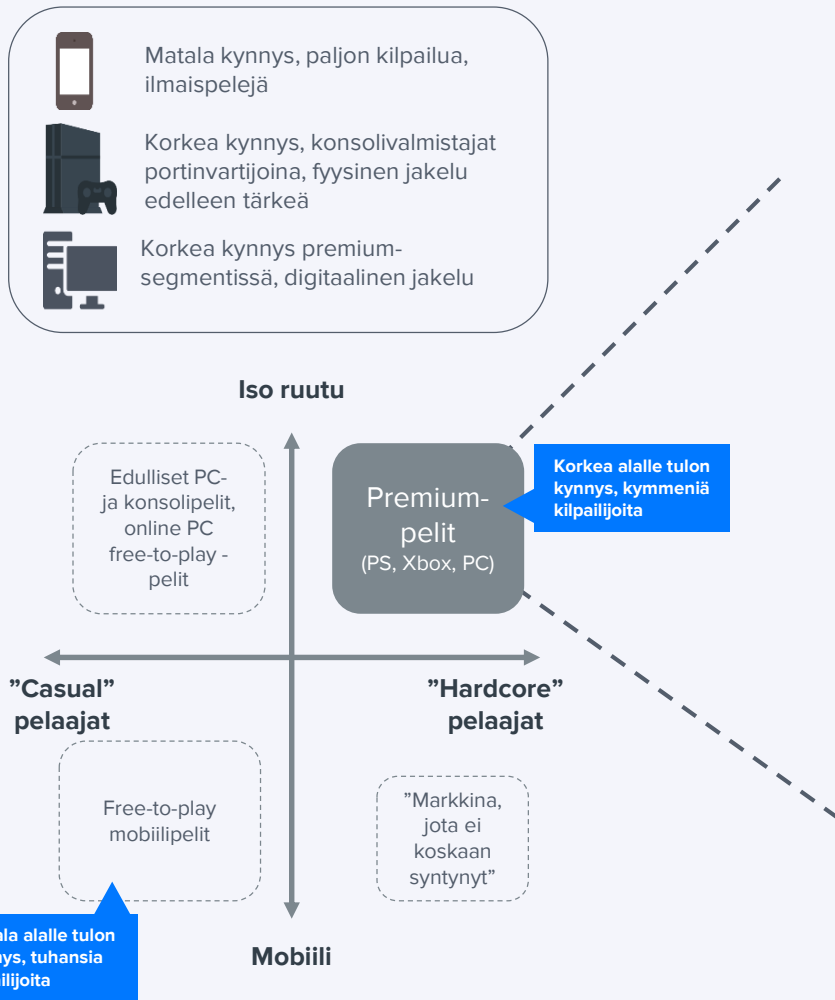 Matala kynnys, paljon kilpailua,
ilmaispelejä
Korkea kynnys, konsolivalmistajat
portinvartijoina, fyysinen jakelu
edelleen tärkeä
Korkea kynnys premium-
segmentissä, digitaalinen jakelu
Iso ruutu
Edulliset PC-
ja konsolipelit,
online PC
free-to-play -
pelit
Premium-
pelit
(PS, Xbox, PC)
Korkea alalle tulon
kynnys, kymmeniä
kilpailijoita
”Casual”
pelaajat
”Hardcore”
pelaajat
Free-to-play
mobiilipelit
”Markkina,
jota ei
koskaan
syntynyt”
alalle tulon
tuhansia
Mobiili